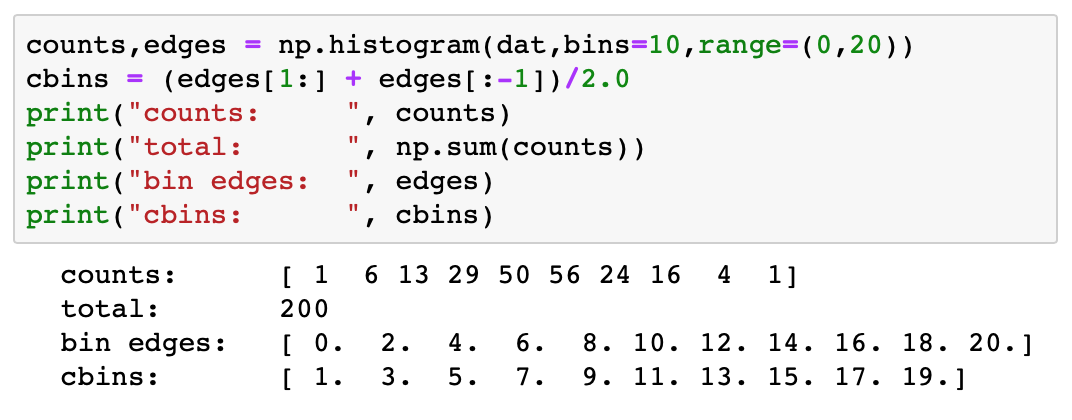 counts,edges = np.histogram(dat,bins=10,range=(0,20))
cbins = (edges[1:] + edges[:-1])/2.0
print("counts:     ", counts)
print("total:      ", np.sum(counts))
print("bin edges:  ", edges)
print("cbins:      ", cbins)
counts:      [ 1  6 13 29 50 56 24 16  4  1]
total:       200
bin edges:   [ 0.  2.  4.  6.  8. 10. 12. 14. 16. 18. 20.]
cbins:       [ 1.  3.  5.  7.  9. 11. 13. 15. 17. 19.]